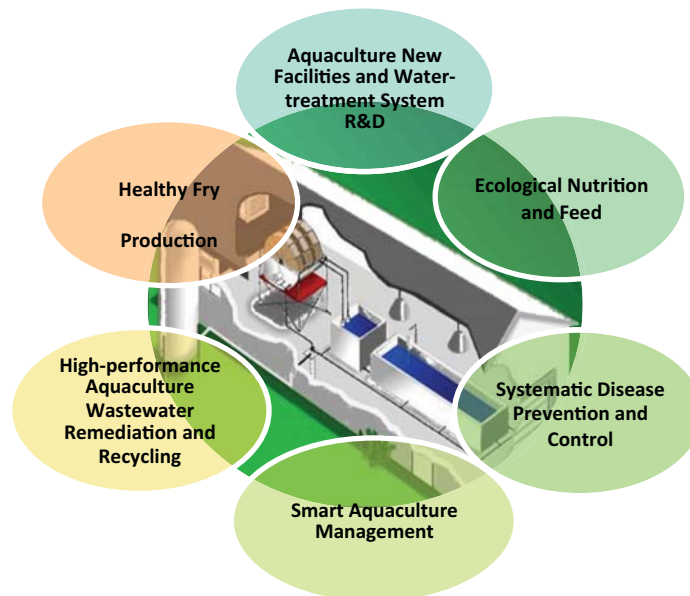 Aquaculture New
Facilities and Water-
treatment System
R&D
Ecological Nutrition
and Feed
Systematic Disease
Prevention and
Control
Smart Aquaculture
Management
High-performance
Aquaculture
Wastewater
Remediation and
Recycling
Healthy Fry
Production